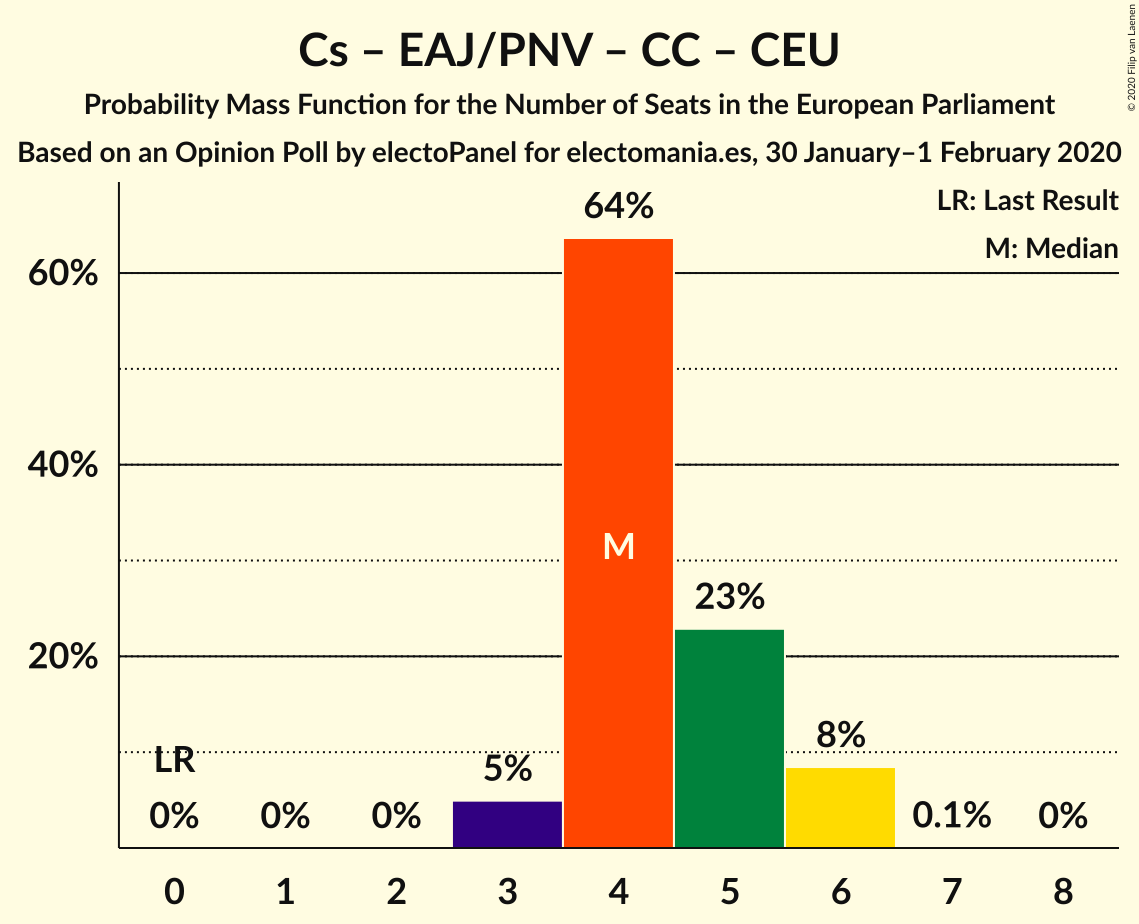 Cs – EAJ/PNV – CC – CEU
Probability Mass Function for the Number of Seats in the European Parliament
Based on an Opinion Poll by electoPanel for electomania.es, 30 January–1 February 2020
© 2020 Filip van Laenen
LR: Last Result
M: Median
64%
60%
40%
M
23%
20%
8%
LR
5%
0% 0% 0% 0.1% 0%
0 1 2 3 4 5 6 7 8